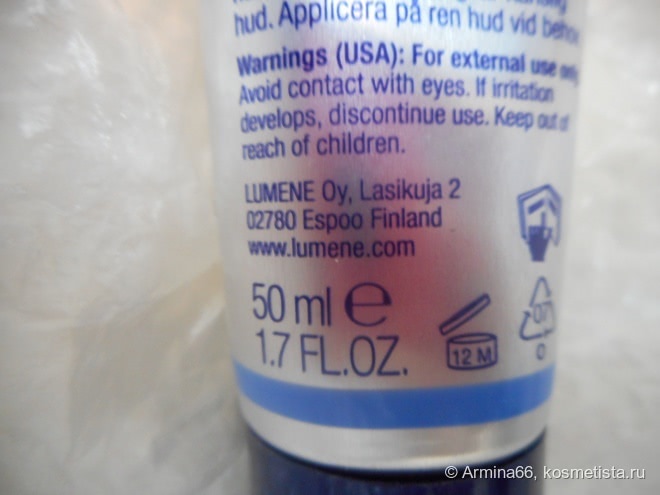 hud. Applicera på ren hud vid behov.
Warnings (USA): For external use only.
Avoid contact with eyes. If irritation
develops, discontinue use. Keep out of
reach of children.
LUMENE Oy, Lasikuja 2
02780 Espoo Finland
www.lumene.com
50 ml e
1.7 FL.OZ.
12 M
07
© Armina66, kosmetista.ru